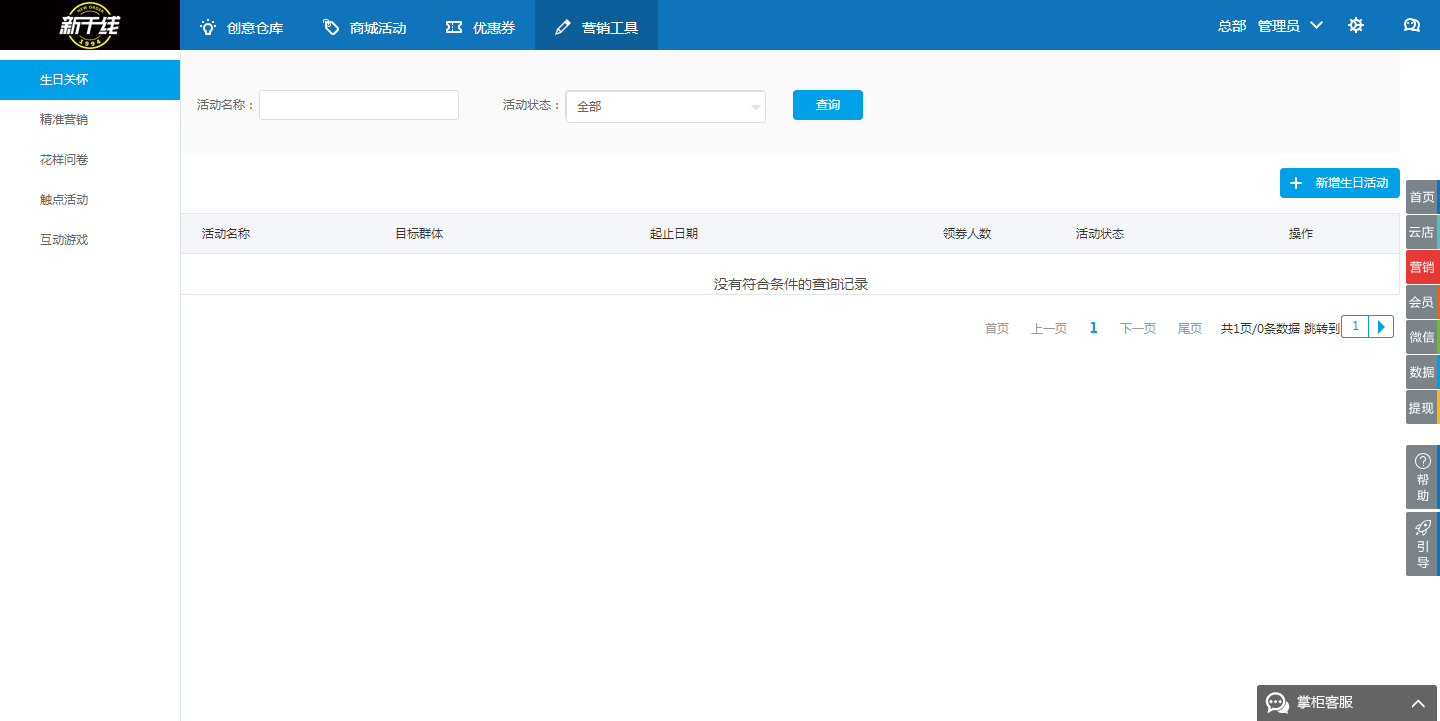 NEW ORDER
新干线
1994
创意仓库
商城活动
优惠券
营销工具
总部 管理员
生日关怀
精准营销
花样问卷
触点活动
互动游戏
活动名称：
活动状态： 全部
查询
+ 新增生日活动
活动名称 目标群体 起止日期 领券人数 活动状态 操作
没有符合条件的查询记录
首页 上一页 1 下一页 尾页 共1页/0条数据 跳转到 1
首页
云店
营销
会员
微信
数据
提现
帮助
引导
掌柜客服